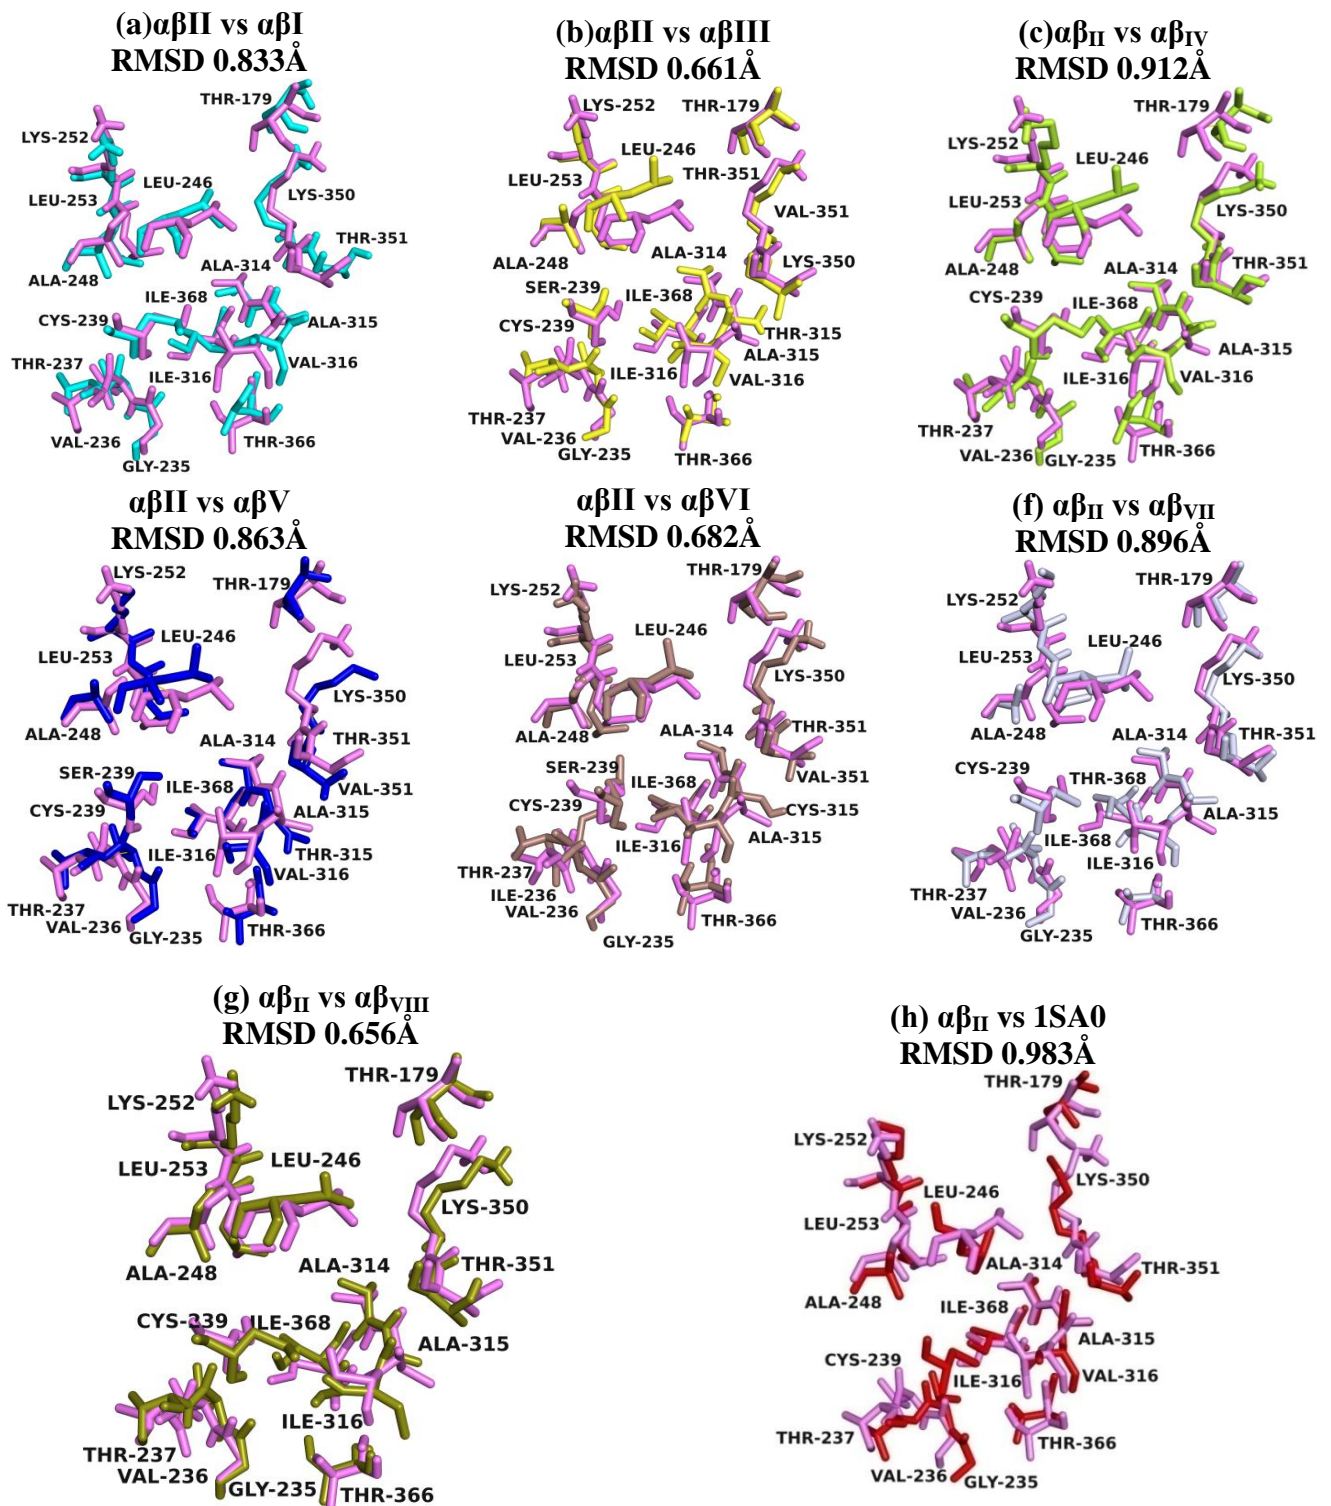 (a)αβII vs αβI
RMSD 0.833Å
THR-179
LYS-252
LEU-246
LEU-253
LYS-350
THR-351
ALA-248
ALA-314
ILE-368
CYS-239
ALA-315
THR-237
ILE-316
VAL-316
VAL-236
THR-366
GLY-235
(b)αβII vs αβIII
RMSD 0.661Å
LYS-252
THR-179
LEU-246
THR-351
LEU-253
VAL-351
ALA-248
ALA-314
LYS-350
SER-239
ILE-368
CYS-239
THR-315
ALA-315
ILE-316
VAL-316
THR-237
VAL-236
GLY-235
THR-366
(c)αβII vs αβIV
RMSD 0.912Å
THR-179
LYS-252
LEU-246
LEU-253
LYS-350
ALA-248
ALA-314
THR-351
CYS-239
ILE-368
ALA-315
ILE-316
VAL-316
THR-237
VAL-236
GLY-235
THR-366
αβII vs αβV
RMSD 0.863Å
LYS-252
THR-179
LEU-246
LEU-253
LYS-350
ALA-248
ALA-314
THR-351
SER-239
ILE-368
VAL-351
CYS-239
ALA-315
ILE-316
THR-315
VAL-316
THR-237
VAL-236
GLY-235
THR-366
αβII vs αβVI
RMSD 0.682Å
THR-179
LYS-252
LEU-246
LEU-253
LYS-350
ALA-248
ALA-314
THR-351
SER-239
ILE-368
VAL-351
CYS-239
CYS-315
ILE-316
ALA-315
THR-237
ILE-236
VAL-236
THR-366
GLY-235
(f) αβII vs αβVII
RMSD 0.896Å
THR-179
LYS-252
LEU-246
LEU-253
LYS-350
ALA-248
ALA-314
THR-351
CYS-239
THR-368
ALA-315
ILE-368
ILE-316
THR-237
VAL-236
GLY-235
THR-366
(g) αβII vs αβVIII
RMSD 0.656Å
THR-179
LYS-252
LEU-246
LEU-253
LYS-350
ALA-248
ALA-314
THR-351
CYS-239
ILE-368
ALA-315
ILE-316
THR-237
VAL-236
GLY-235
THR-366
(h) αβII vs 1SA0
RMSD 0.983Å
THR-179
LYS-252
LYS-350
LEU-246
LEU-253
ALA-314
THR-351
ALA-248
ILE-368
ALA-315
CYS-239
VAL-316
ILE-316
THR-237
THR-366
VAL-236
GLY-235